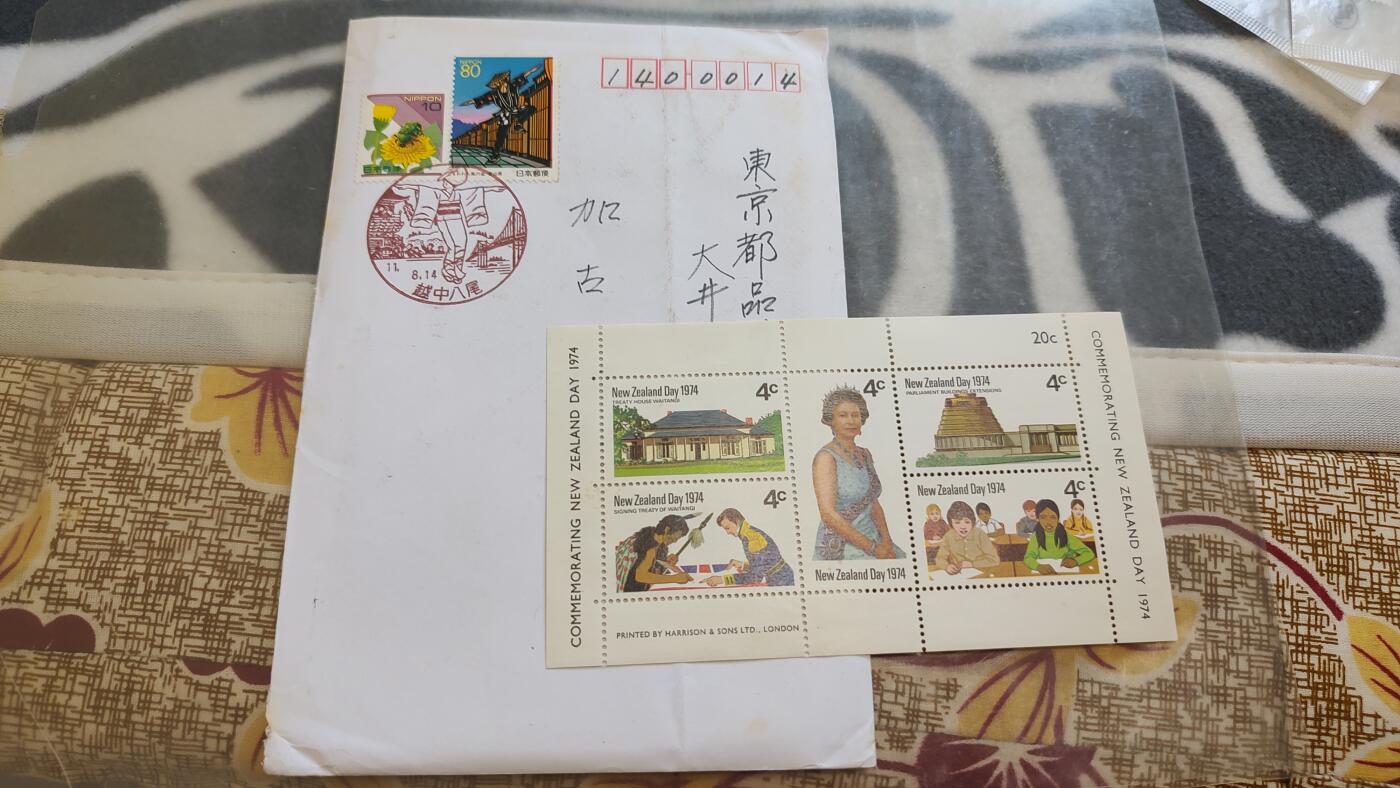 NIPPON
80
NIPPON
10
日本郵便
日本郵便
1400014
東京都品
大井
加古
11.
8.14
越中八尾
20c
COMMEMORATING NEW ZEALAND DAY 1974
New Zealand Day 1974 4c
TREATY HOUSE WAITANGI
4c
New Zealand Day 1974
New Zealand Day 1974 4c
PARLIAMENT BUILDINGS EXTENSIONS
New Zealand Day 1974 4c
SIGNING TREATY OF WAITANGI
New Zealand Day 1974 4c
PRINTED BY HARRISON & SONS LTD., LONDON
COMMEMORATING NEW ZEALAND DAY 1974